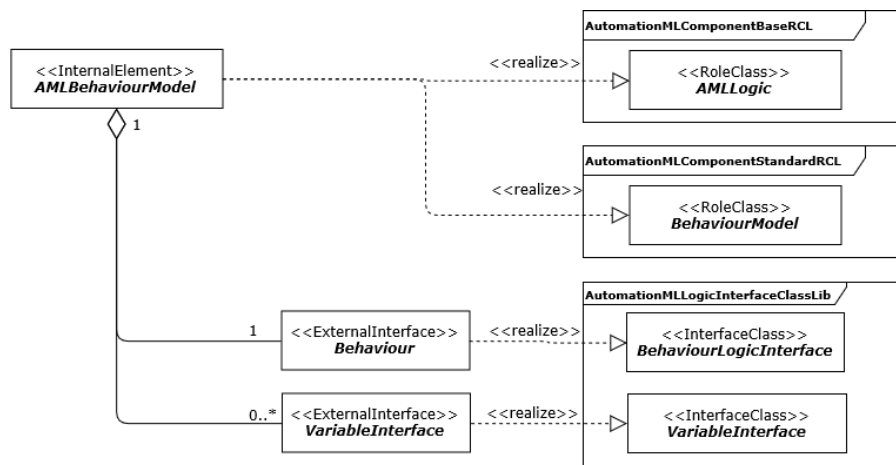 AutomationMLComponentBaseRCL
<<InternalElement>>
AMLBehaviourModel
<<realize>>
<<RoleClass>>
AMLLogic
1
AutomationMLComponentStandardRCL
<<realize>>
<<RoleClass>>
BehaviourModel
AutomationMLLogicInterfaceClassLib
1
<<ExternalInterface>>
Behaviour
<<realize>>
<<InterfaceClass>>
BehaviourLogicInterface
0..*
<<ExternalInterface>>
VariableInterface
<<realize>>
<<InterfaceClass>>
VariableInterface